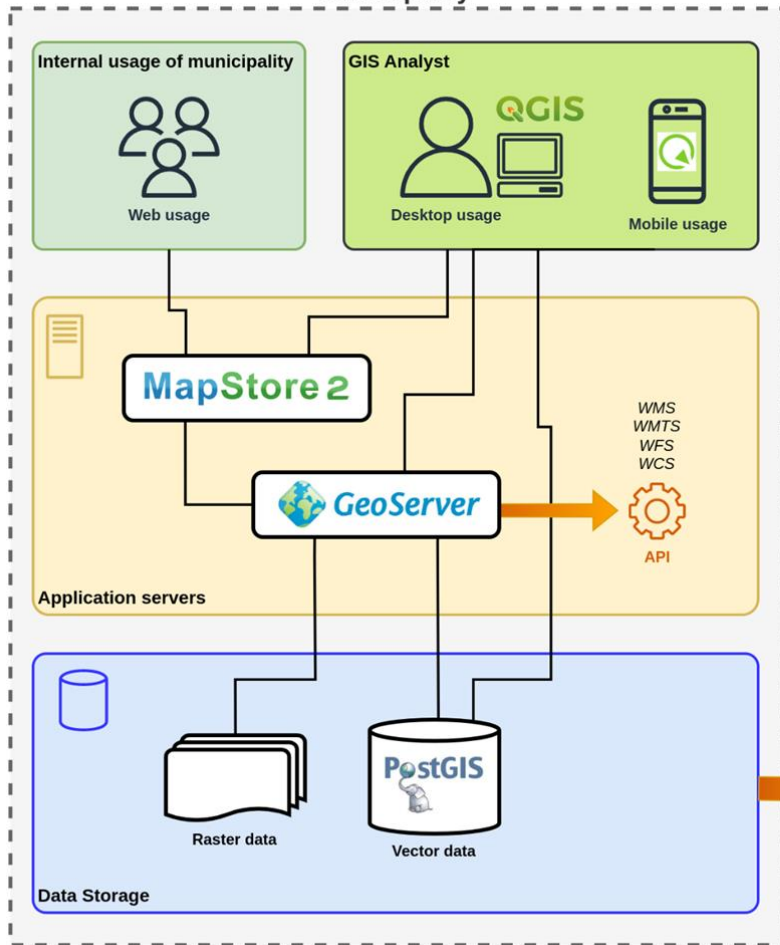 Internal usage of municipality
Web usage
GIS Analyst
QGIS
Desktop usage
Mobile usage
MapStore 2
GeoServer
WMS
WMTS
WFS
WCS
API
Application servers
PostGIS
Raster data
Vector data
Data Storage